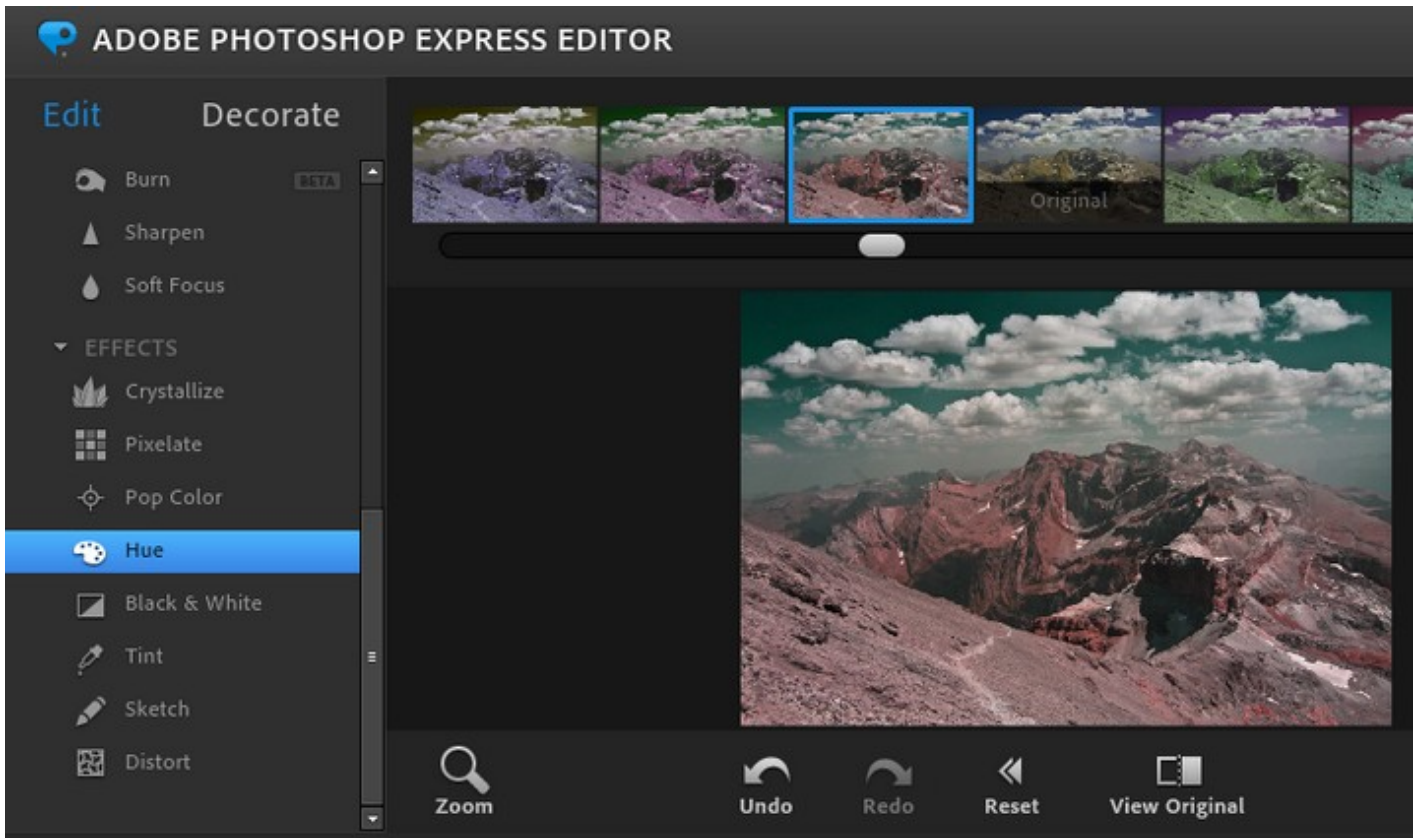 ADOBE PHOTOSHOP EXPRESS EDITOR
Edit
Decorate
Burn
BETA
Sharpen
Soft Focus
EFFECTS
Crystallize
Pixelate
Pop Color
Hue
Black & White
Tint
Sketch
Distort
Original
Zoom
Undo
Redo
Reset
View Original